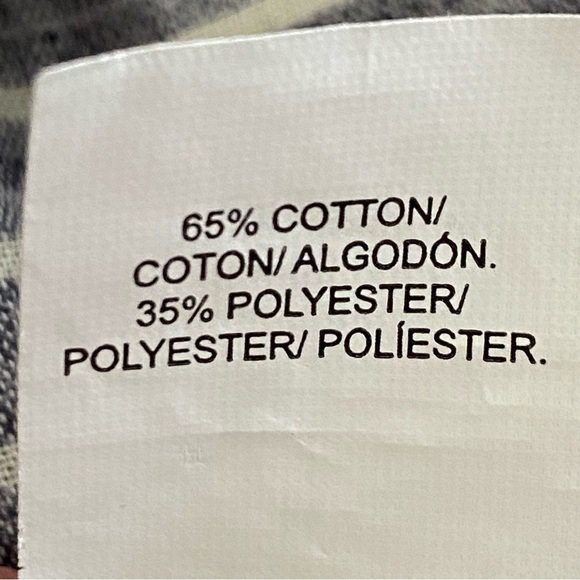 65% COTTON/
COTON/ ALGODÓN.
35% POLYESTER/
POLYESTER/ POLÍESTER.